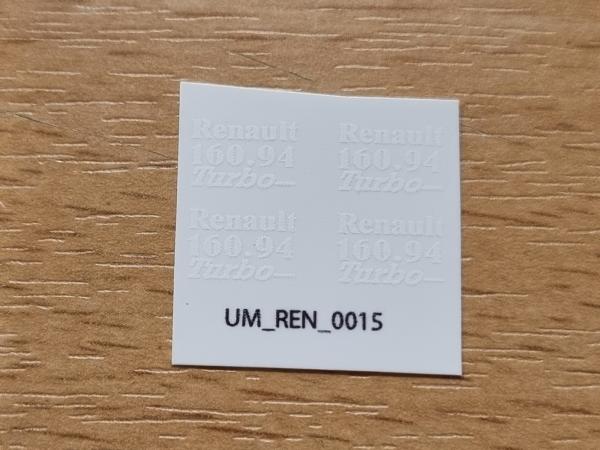 Renault Renault
160.94 160.94
Turbo Turbo
Renault Renault
160.94 160.94
Turbo Turbo
UM_REN_0015